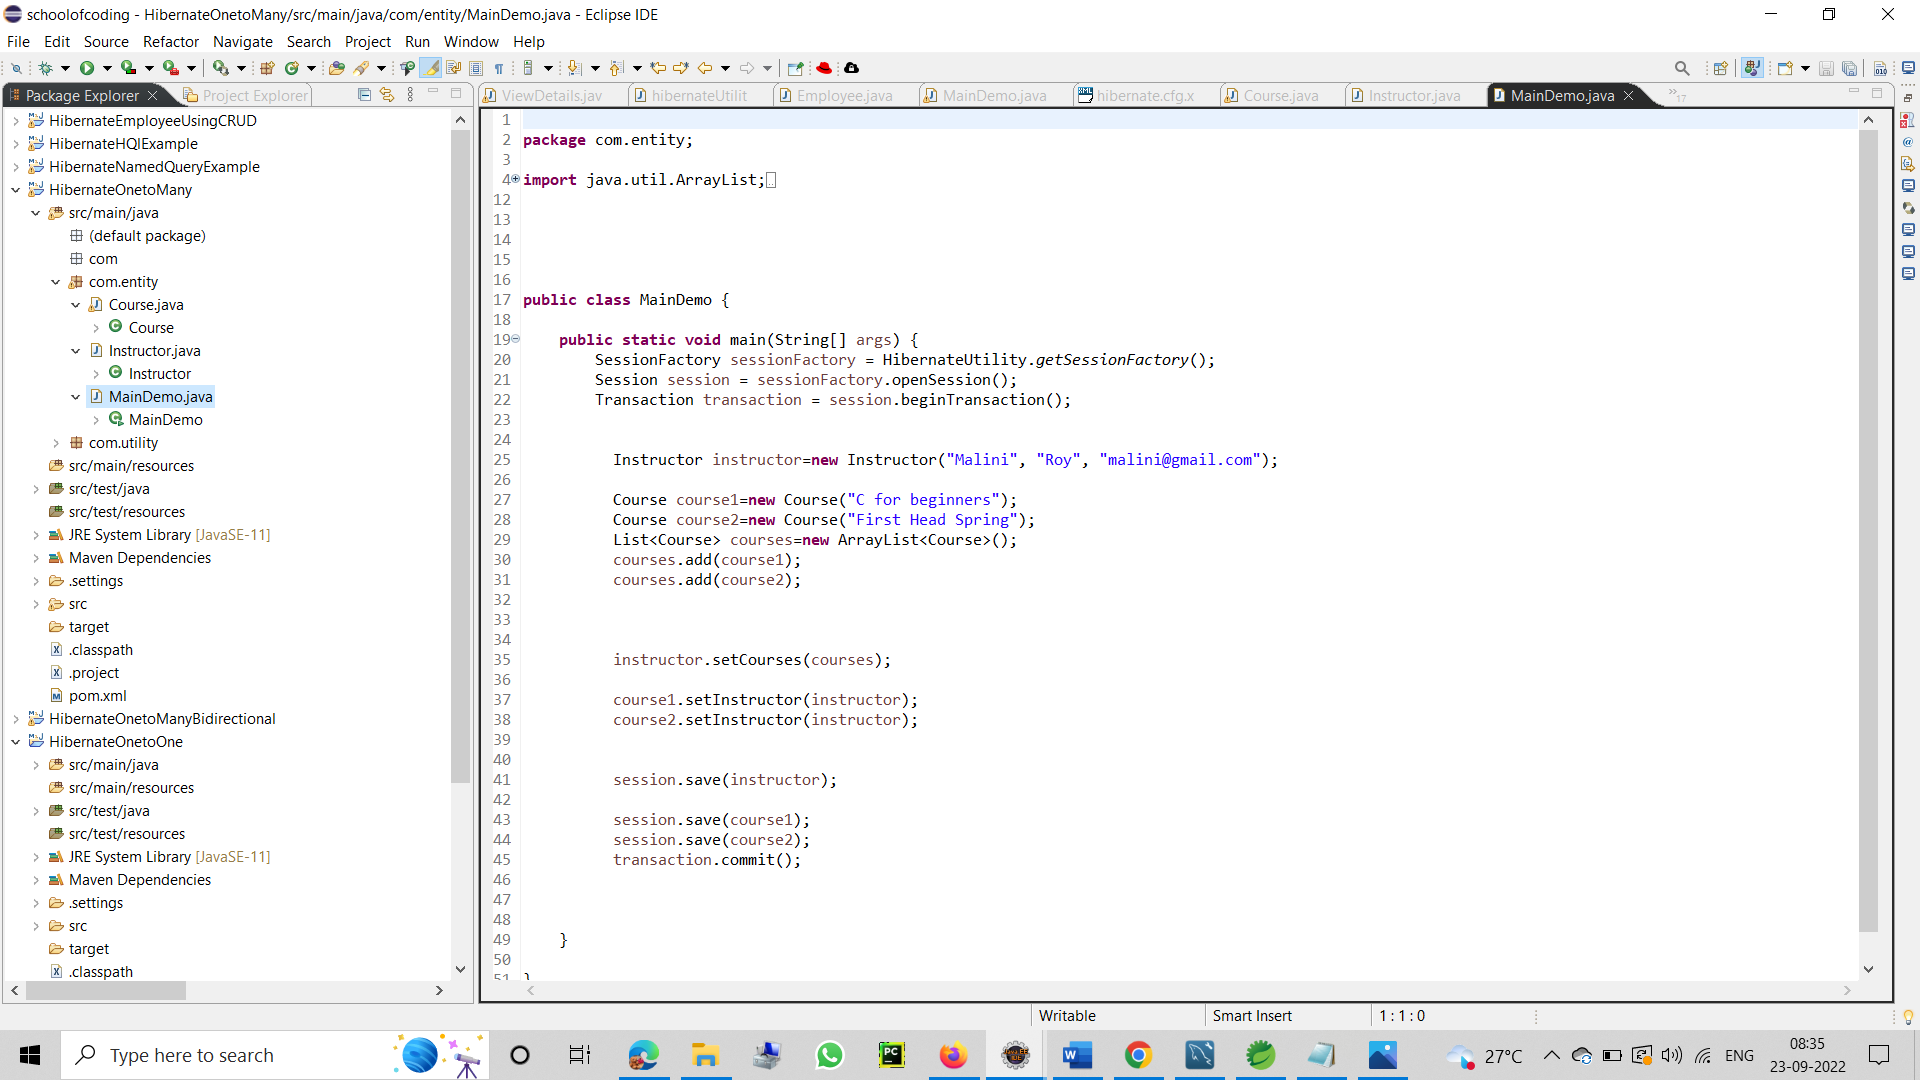 schoolofcoding - HibernateOnetoMany/src/main/java/com/entity/MainDemo.java - Eclipse IDE
File Edit Source Refactor Navigate Search Project Run Window Help
Package Explorer Project Explorer
HibernateEmployeeUsingCRUD
HibernateHQlExample
HibernateNamedQueryExample
HibernateOnetoMany
src/main/java
(default package)
com
com.entity
Course.java
Course
Instructor.java
Instructor
MainDemo.java
MainDemo
com.utility
src/main/resources
src/test/java
src/test/resources
JRE System Library [JavaSE-11]
Maven Dependencies
.settings
src
target
.classpath
.project
pom.xml
HibernateOnetoManyBidirectional
HibernateOnetoOne
src/main/java
src/main/resources
src/test/java
src/test/resources
JRE System Library [JavaSE-11]
Maven Dependencies
.settings
src
target
.classpath
ViewDetails.jav hibernateUtilit Employee.java MainDemo.java hibernate.cfg.x Course.java Instructor.java MainDemo.java 17
1
2 package com.entity;
3
4 import java.util.ArrayList;
12
13
14
15
16
17 public class MainDemo {
18
19 public static void main(String[] args) {
20 SessionFactory sessionFactory = HibernateUtility.getSessionFactory();
21 Session session = sessionFactory.openSession();
22 Transaction transaction = session.beginTransaction();
23
24
25 Instructor instructor=new Instructor("Malini", "Roy", "malini@gmail.com");
26
27 Course course1=new Course("C for beginners");
28 Course course2=new Course("First Head Spring");
29 List<Course> courses=new ArrayList<Course>();
30 courses.add(course1);
31 courses.add(course2);
32
33
34
35 instructor.setCourses(courses);
36
37 course1.setInstructor(instructor);
38 course2.setInstructor(instructor);
39
40
41 session.save(instructor);
42
43 session.save(course1);
44 session.save(course2);
45 transaction.commit();
46
47
48
49 }
50
51 }
Writable Smart Insert 1 : 1 : 0
Type here to search
27°C ENG
08:35
23-09-2022